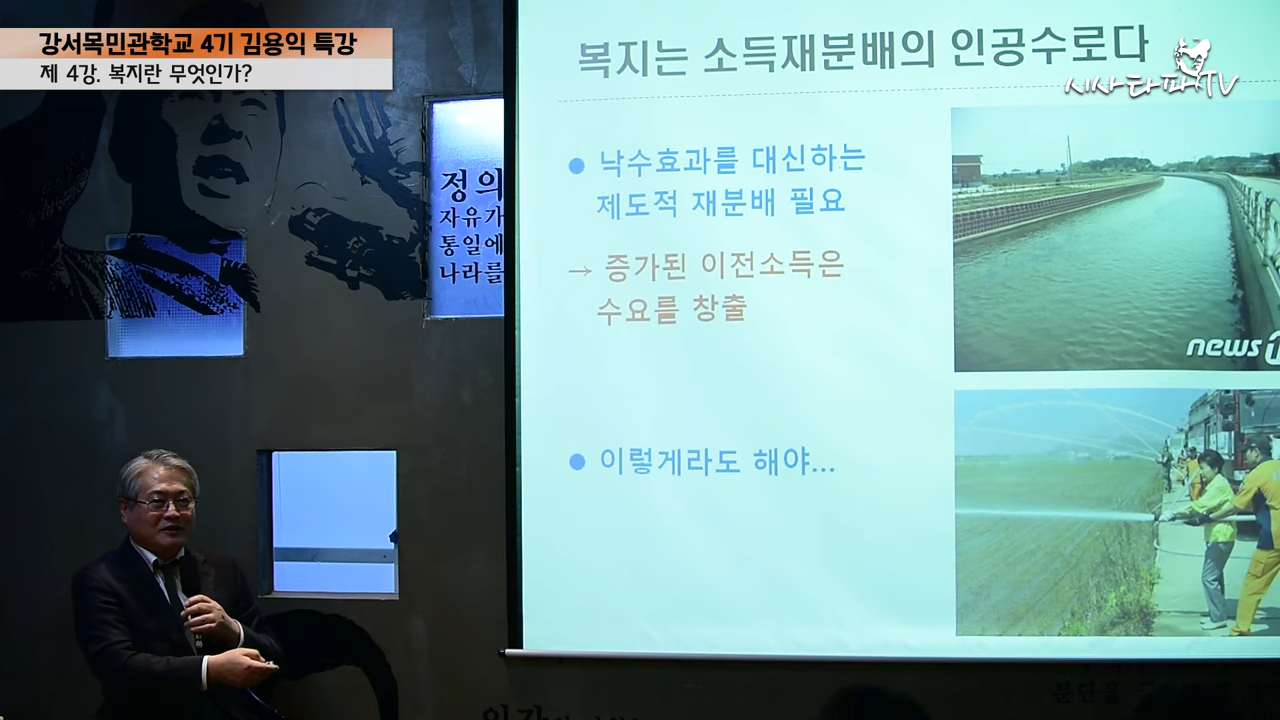 강서목민관학교 4기 김용익 특강
제 4강. 복지란 무엇인가?
시사타파TV
복지는 소득재분배의 인공수로다
정의
자유가
통일에
나라를
● 낙수효과를 대신하는
제도적 재분배 필요
→ 증가된 이전소득은
수요를 창출
news1
● 이렇게라도 해야...
분단을